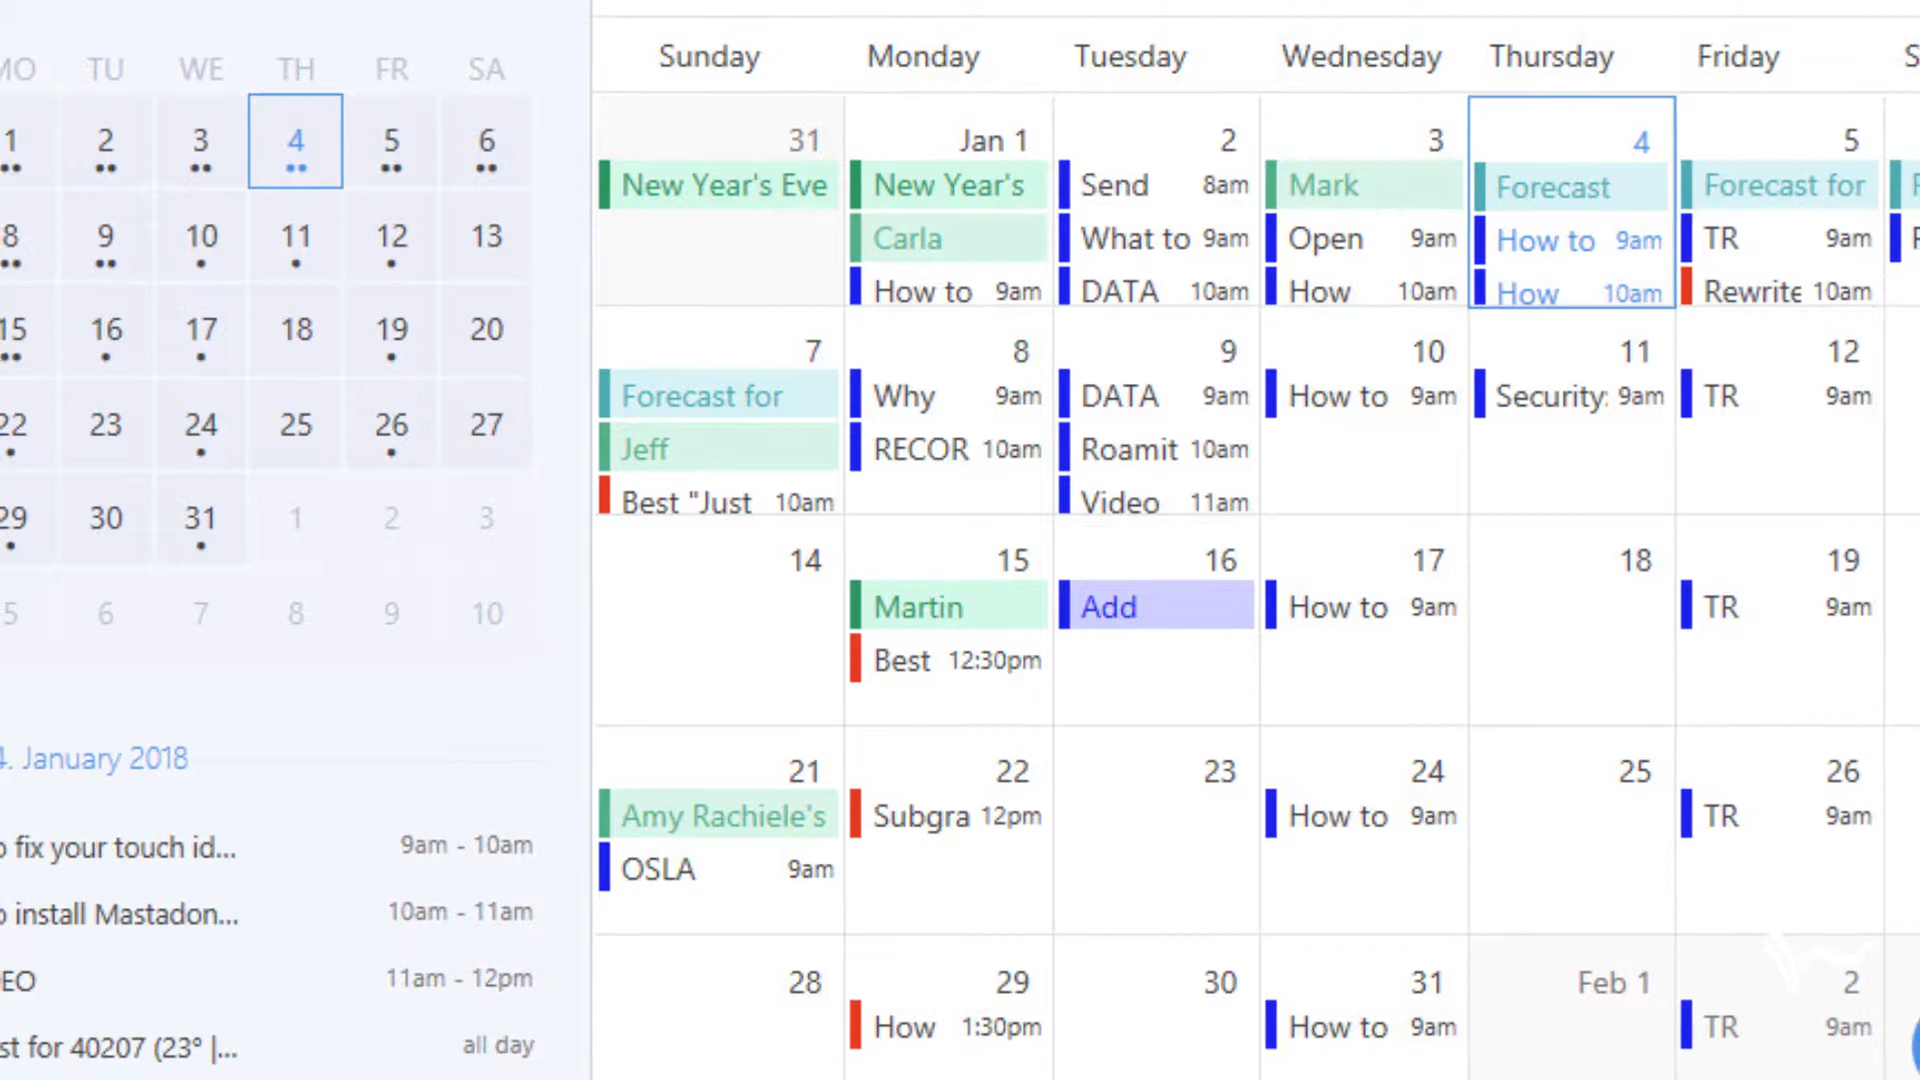 MO TU WE TH FR SA
1 2 3 4 5 6
8 9 10 11 12 13
15 16 17 18 19 20
22 23 24 25 26 27
29 30 31 1 2 3
5 6 7 8 9 10
4. January 2018
o fix your touch id... 9am - 10am
o install Mastadon... 10am - 11am
EO 11am - 12pm
st for 40207 (23° |... all day
Sunday Monday Tuesday Wednesday Thursday Friday S
31 Jan 1 2 3 4 5
New Year's Eve New Year's Send 8am Mark Forecast Forecast for
Carla What to 9am Open 9am How to 9am TR 9am
How to 9am DATA 10am How 10am How 10am Rewrite 10am
7 8 9 10 11 12
Forecast for Why 9am DATA 9am How to 9am Security: 9am TR 9am
Jeff RECOR 10am Roamit 10am
Best "Just 10am Video 11am
14 15 16 17 18 19
Martin Add How to 9am TR 9am
Best 12:30pm
21 22 23 24 25 26
Amy Rachiele's Subgra 12pm How to 9am TR 9am
OSLA 9am
28 29 30 31 Feb 1 2
How 1:30pm How to 9am TR 9am